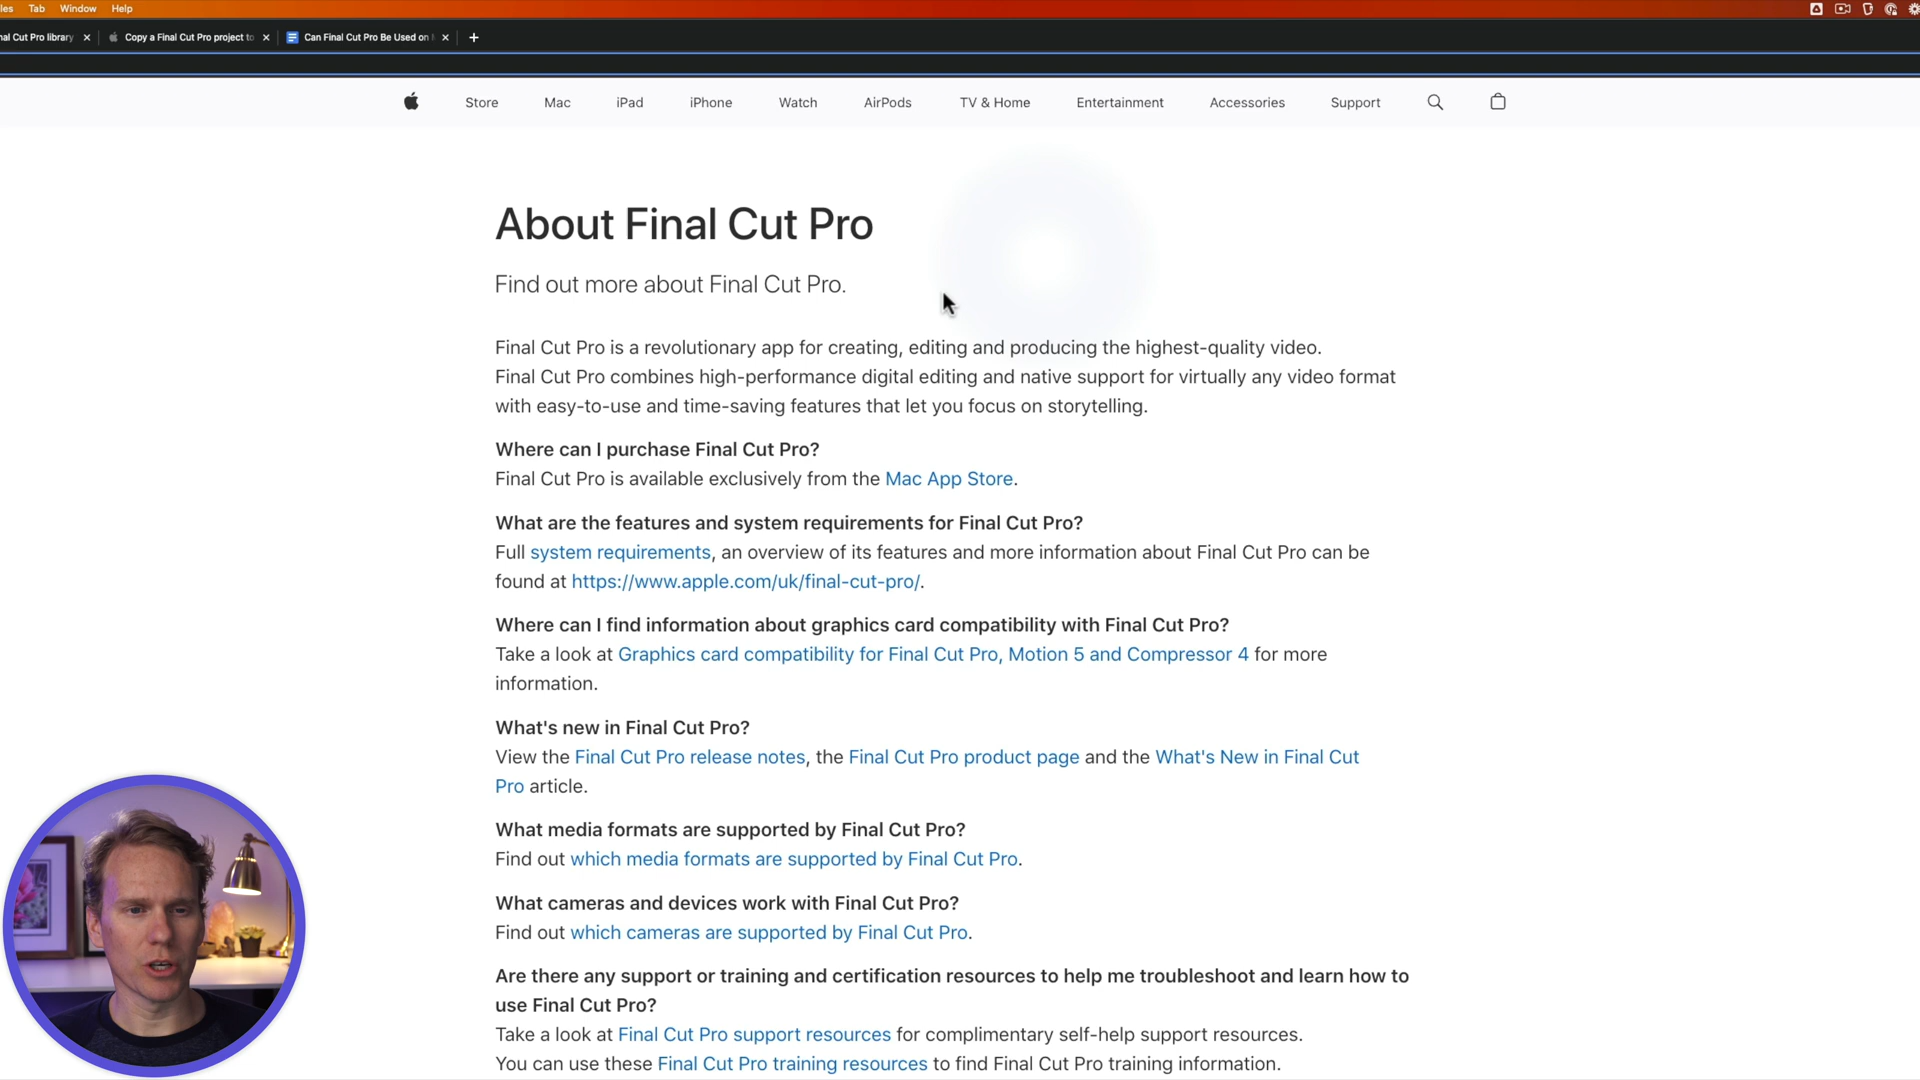 les Tab Window Help
nal Cut Pro library Copy a Final Cut Pro project to Can Final Cut Pro Be Used on
Store Mac iPad iPhone Watch AirPods TV & Home Entertainment Accessories Support
About Final Cut Pro
Find out more about Final Cut Pro.
Final Cut Pro is a revolutionary app for creating, editing and producing the highest-quality video.
Final Cut Pro combines high-performance digital editing and native support for virtually any video format
with easy-to-use and time-saving features that let you focus on storytelling.
Where can I purchase Final Cut Pro?
Final Cut Pro is available exclusively from the Mac App Store.
What are the features and system requirements for Final Cut Pro?
Full system requirements, an overview of its features and more information about Final Cut Pro can be
found at https://www.apple.com/uk/final-cut-pro/.
Where can I find information about graphics card compatibility with Final Cut Pro?
Take a look at Graphics card compatibility for Final Cut Pro, Motion 5 and Compressor 4 for more
information.
What's new in Final Cut Pro?
View the Final Cut Pro release notes, the Final Cut Pro product page and the What's New in Final Cut
Pro article.
What media formats are supported by Final Cut Pro?
Find out which media formats are supported by Final Cut Pro.
What cameras and devices work with Final Cut Pro?
Find out which cameras are supported by Final Cut Pro.
Are there any support or training and certification resources to help me troubleshoot and learn how to
use Final Cut Pro?
Take a look at Final Cut Pro support resources for complimentary self-help support resources.
You can use these Final Cut Pro training resources to find Final Cut Pro training information.